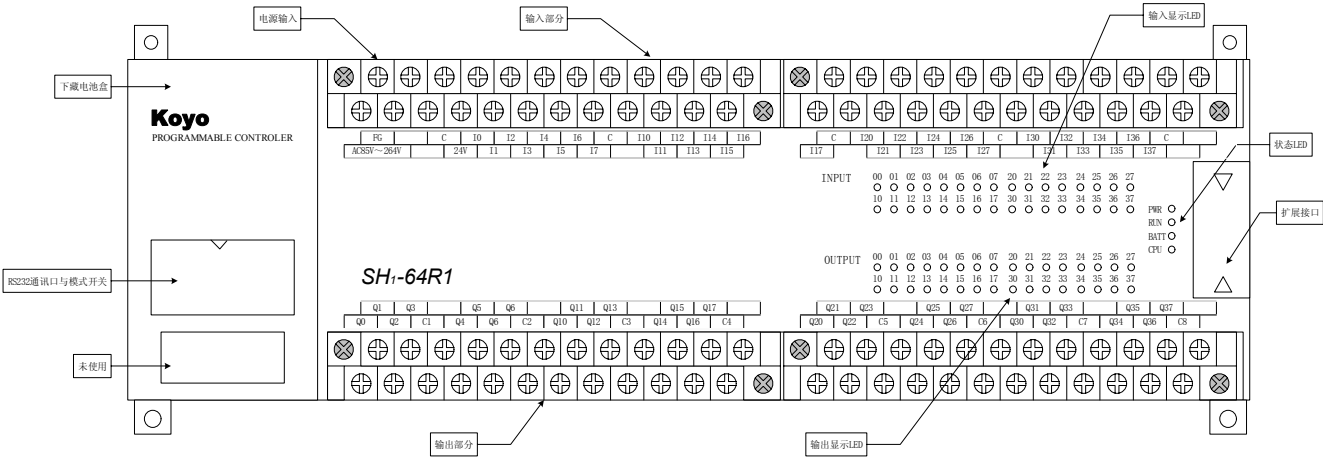 电源输入
输入部分
输入显示LED
下藏电池盒
Koyo
PROGRAMMABLE CONTROLER
FG C I0 I2 I4 I6 C I10 I12 I14 I16
AC85V～264V 24V I1 I3 I5 I7 I11 I13 I15
C I20 I22 I24 I26 C I30 I32 I34 I36 C
I17 I21 I23 I25 I27 I31 I33 I35 I37
状态LED
INPUT
00 01 02 03 04 05 06 07 20 21 22 23 24 25 26 27
10 11 12 13 14 15 16 17 30 31 32 33 34 35 36 37
PWR
RUN
BATT
CPU
扩展接口
RS232通讯口与模式开关
SH1-64R1
OUTPUT
00 01 02 03 04 05 06 07 20 21 22 23 24 25 26 27
10 11 12 13 14 15 16 17 30 31 32 33 34 35 36 37
Q1 Q3 Q5 Q6 Q11 Q13 Q15 Q17
Q0 Q2 C1 Q4 Q6 C2 Q10 Q12 C3 Q14 Q16 C4
Q21 Q23 Q25 Q27 Q31 Q33 Q35 Q37
Q20 Q22 C5 Q24 Q26 C6 Q30 Q32 C7 Q34 Q36 C8
未使用
输出部分
输出显示LED